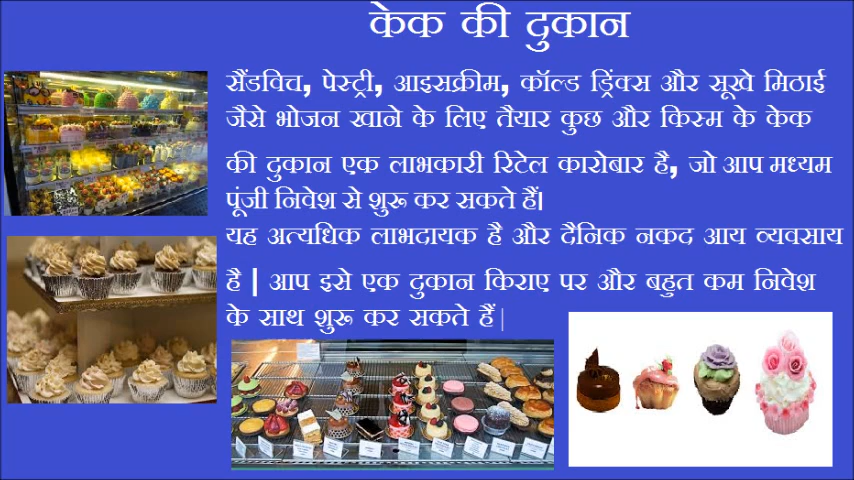 केक की दुकान
सैंडविच, पेस्ट्री, आइसक्रीम, कॉल्ड ड्रिंक्स और सूखे मिठाई
जैसे भोजन खाने के लिए तैयार कुछ और किस्म के केक
की दुकान एक लाभकारी रिटेल कारोबार है, जो आप मध्यम
पूंजी निवेश से शुरू कर सकते हैं।
यह अत्यधिक लाभदायक है और दैनिक नकद आय व्यवसाय
है | आप इसे एक दुकान किराए पर और बहुत कम निवेश
के साथ शुरू कर सकते हैं |